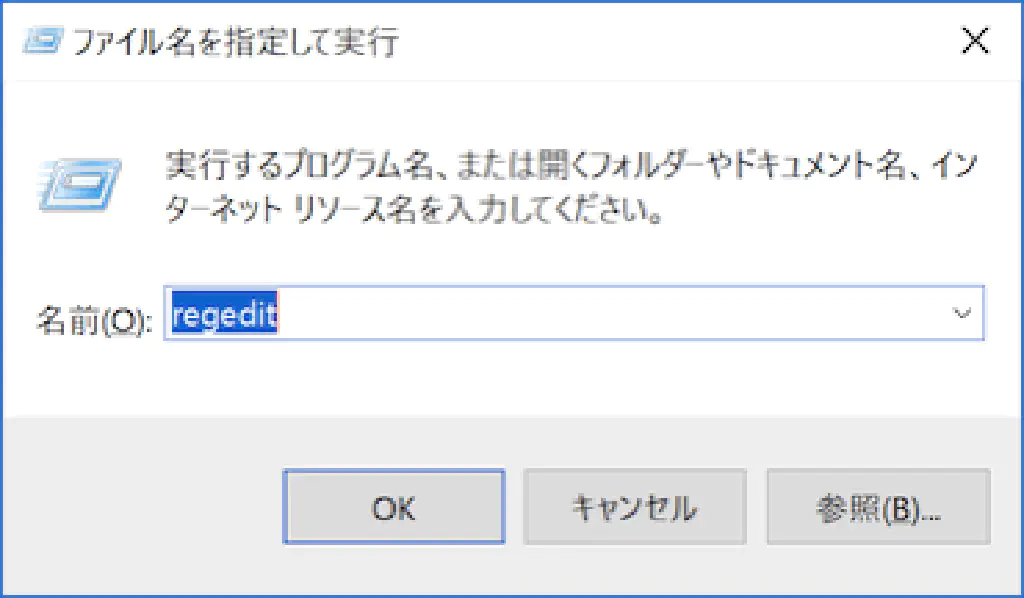 ファイル名を指定して実行
実行するプログラム名、または開くフォルダーやドキュメント名、イン
ターネット リソース名を入力してください。
名前(O): regedit
OK キャンセル 参照(B)...